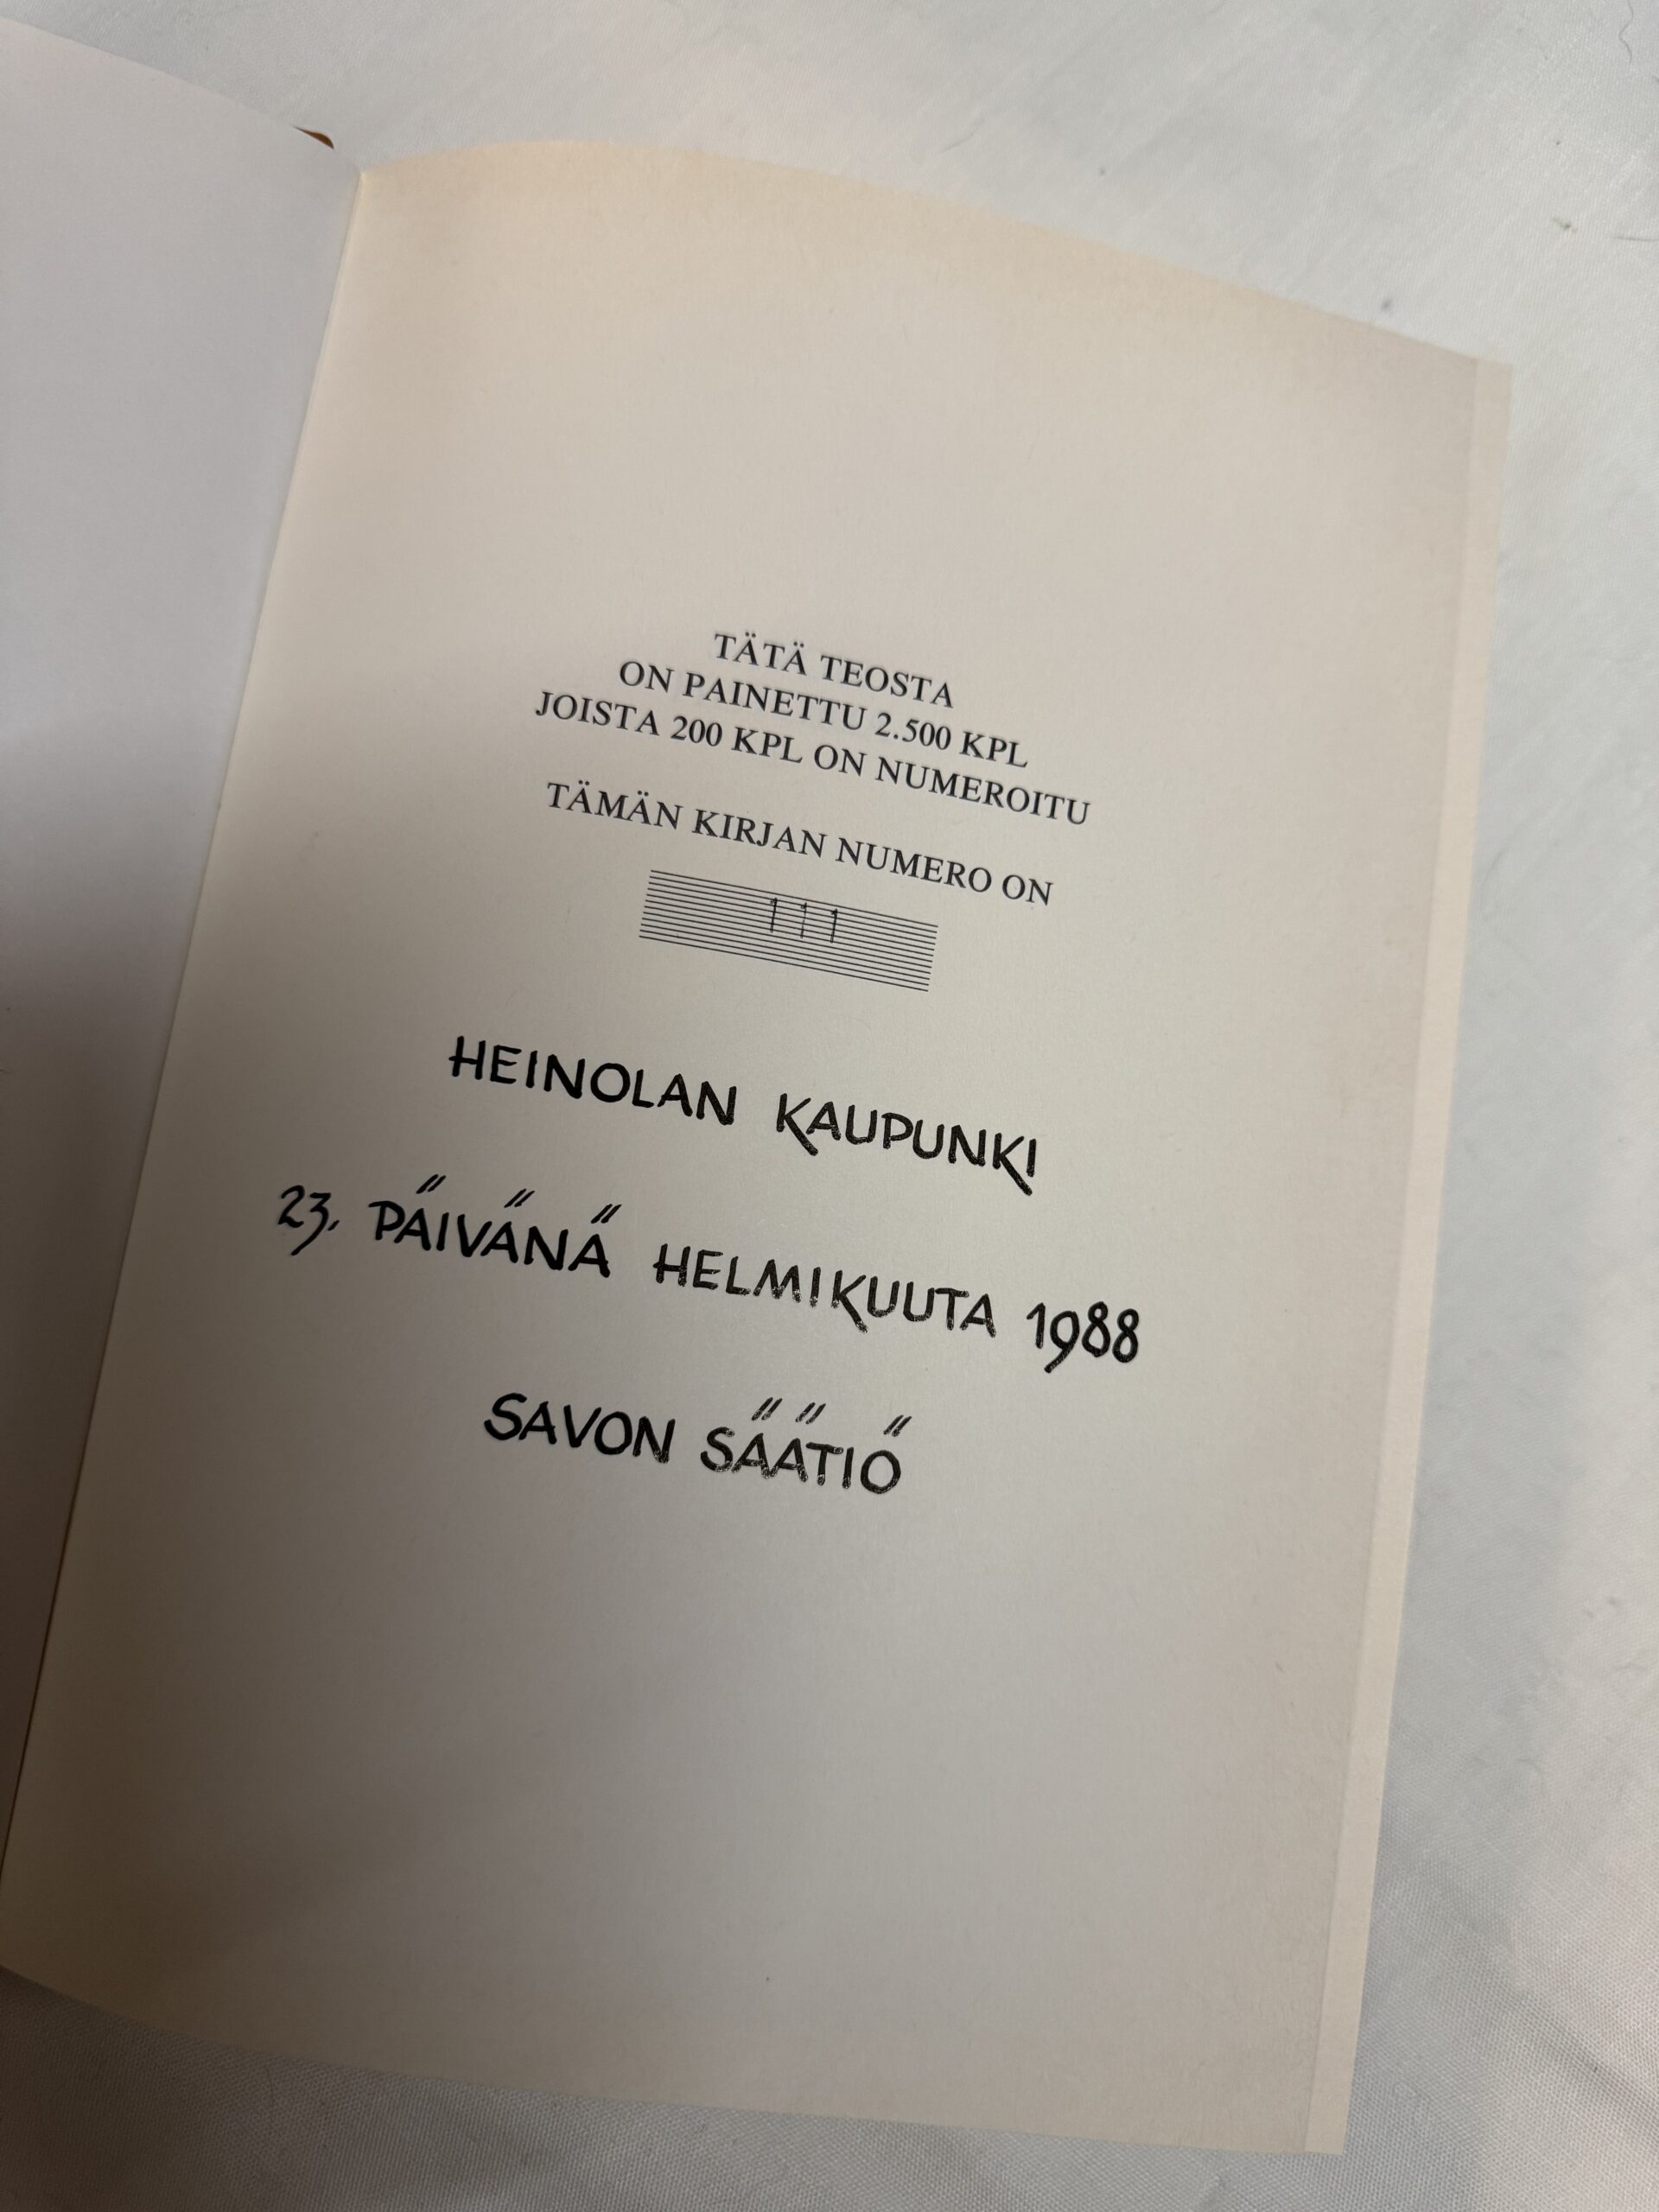 TÄTÄ TEOSTA
ON PAINETTU 2.500 KPL
JOISTA 200 KPL ON NUMEROITU
TÄMÄN KIRJAN NUMERO ON
111
HEINOLAN KAUPUNKI
23. PÄIVÄNÄ HELMIKUUTA 1988
SAVON SÄÄTIÖ